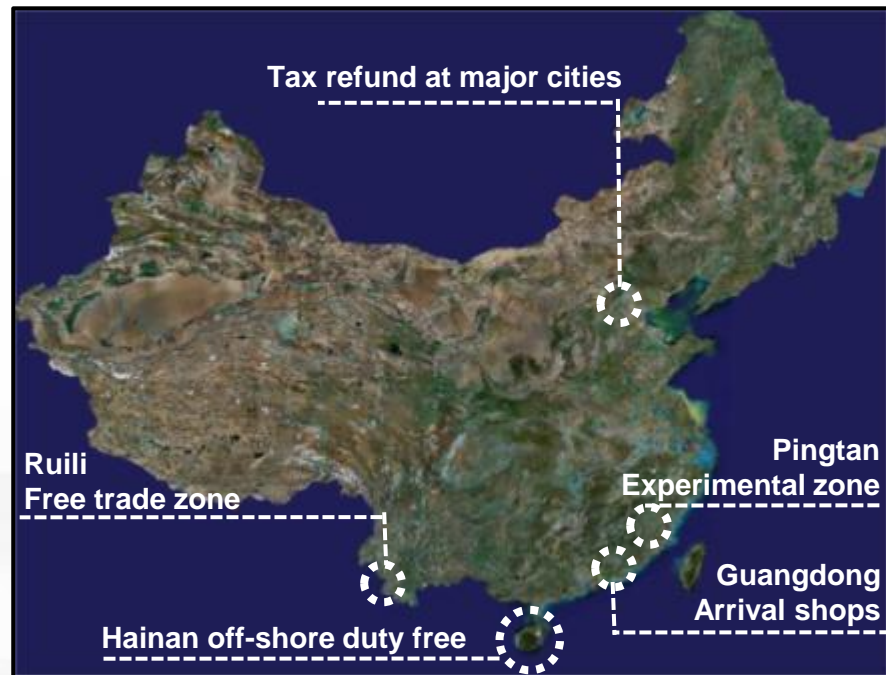 Tax refund at major cities
Ruili
Free trade zone
Pingtan
Experimental zone
Guangdong
Arrival shops
Hainan off-shore duty free